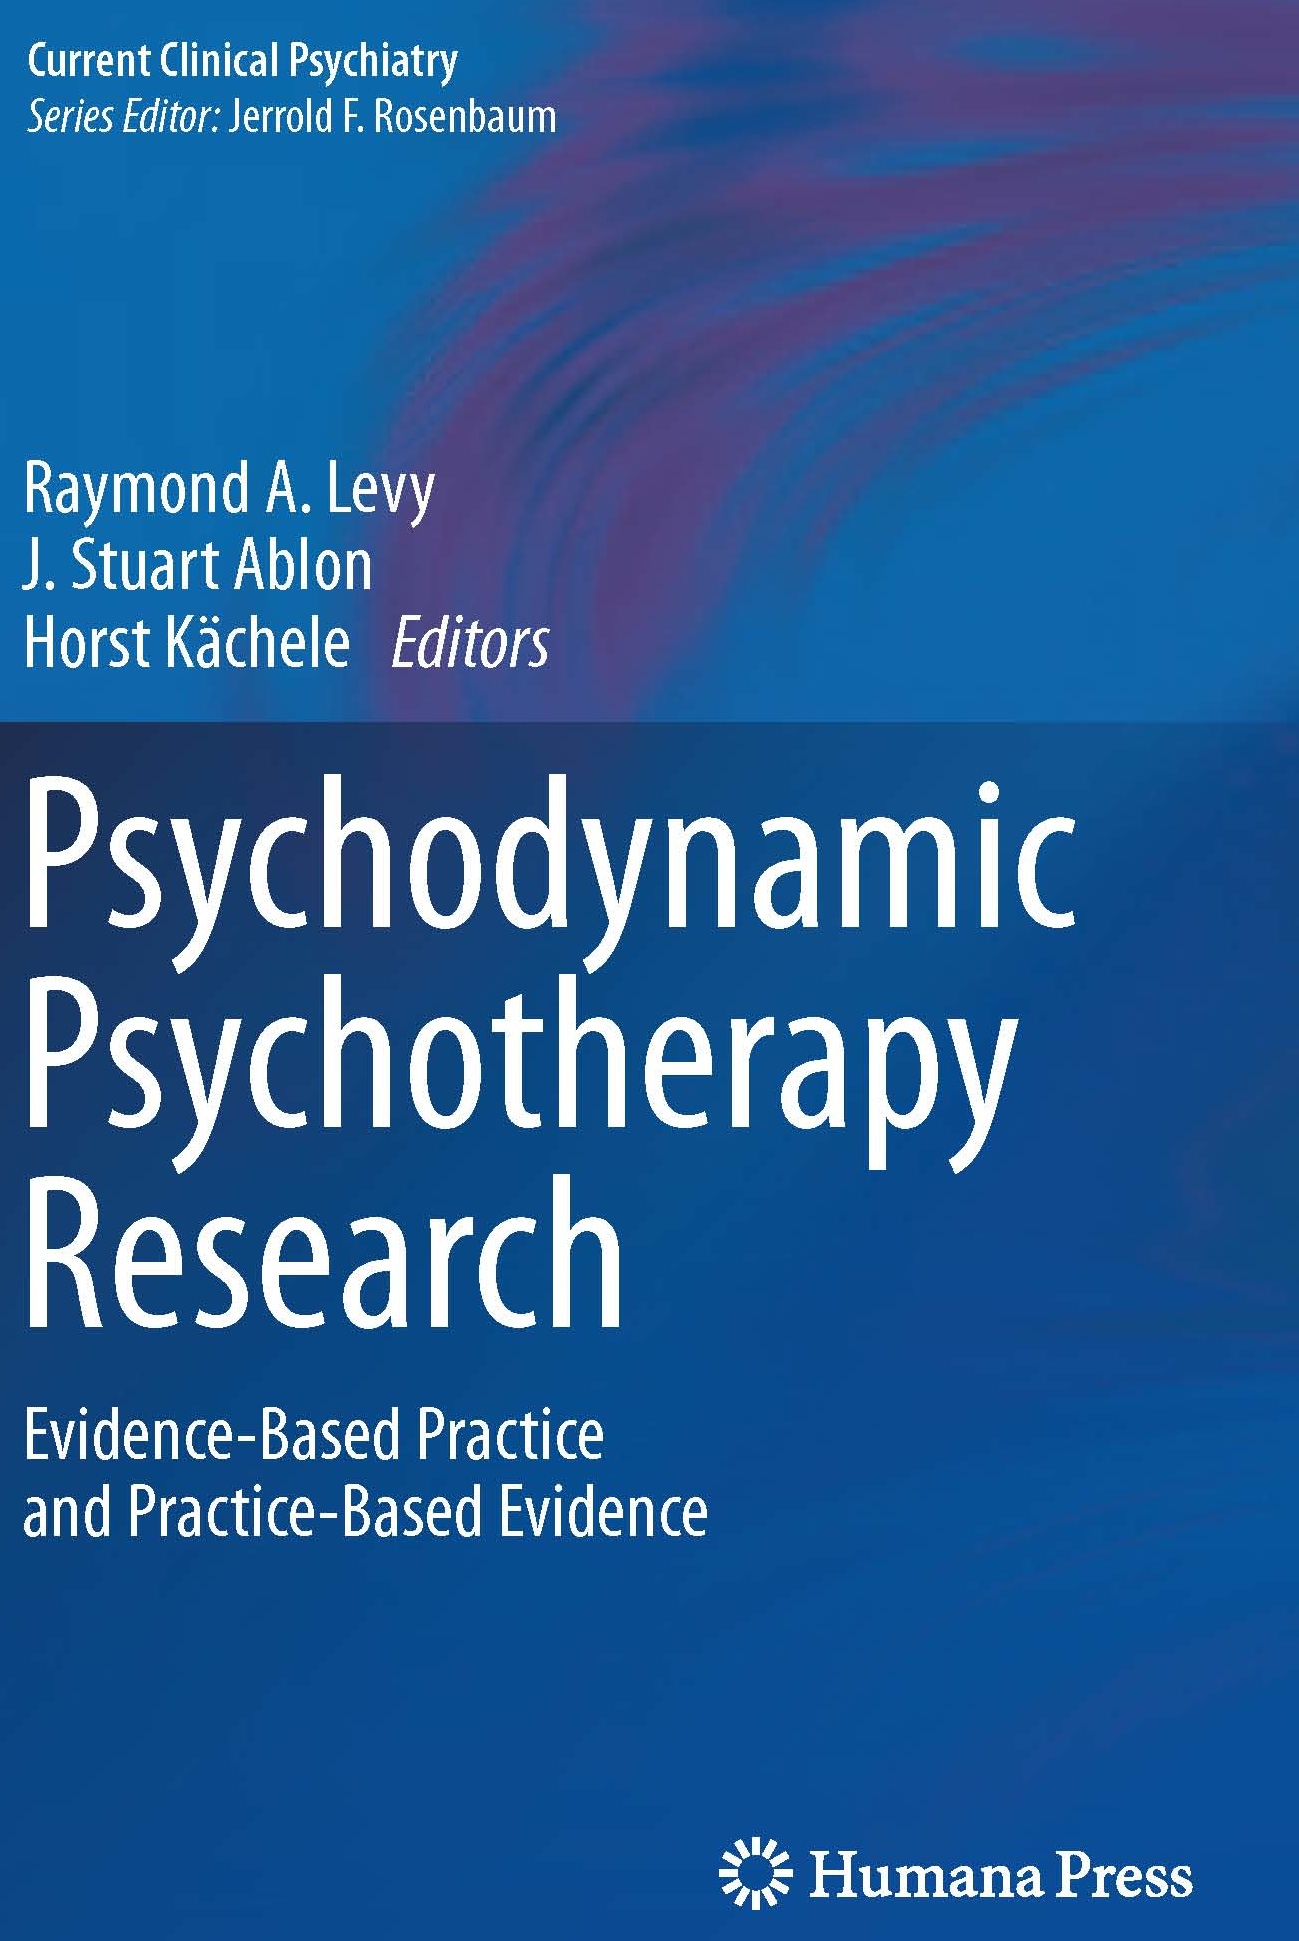 Current Clinical Psychiatry
Series Editor: Jerrold F. Rosenbaum
Raymond A. Levy
J. Stuart Ablon
Horst Kächele Editors
Psychodynamic
Psychotherapy
Research
Evidence-Based Practice
and Practice-Based Evidence
Humana Press